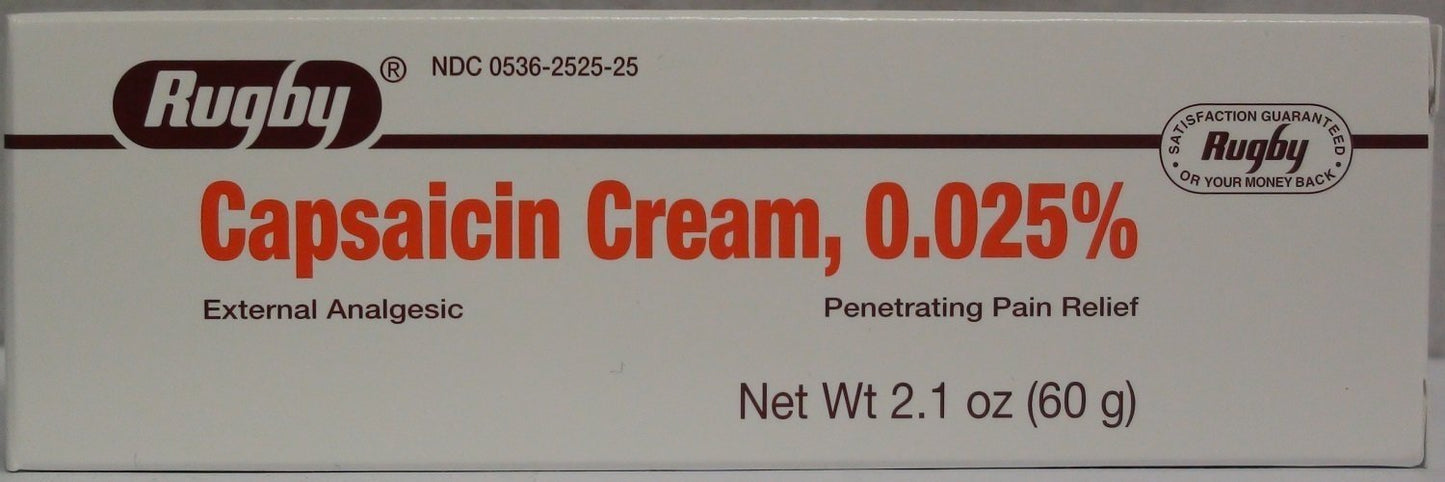 Rugby® NDC 0536-2525-25
SATISFACTION GUARANTEED
Rugby
• OR YOUR MONEY BACK •
Capsaicin Cream, 0.025%
External Analgesic Penetrating Pain Relief
Net Wt 2.1 oz (60 g)